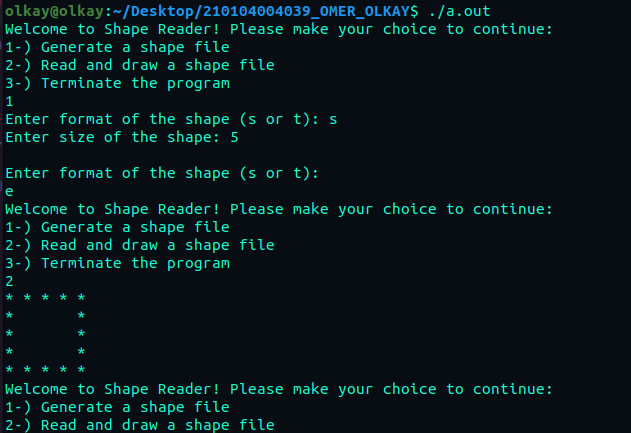 olkay@olkay:~/Desktop/210104004039_OMER_OLKAY$ ./a.out
Welcome to Shape Reader! Please make your choice to continue:
1-) Generate a shape file
2-) Read and draw a shape file
3-) Terminate the program
1
Enter format of the shape (s or t): s
Enter size of the shape: 5

Enter format of the shape (s or t):
e
Welcome to Shape Reader! Please make your choice to continue:
1-) Generate a shape file
2-) Read and draw a shape file
3-) Terminate the program
2
* * * * *
*       *
*       *
*       *
* * * * *
Welcome to Shape Reader! Please make your choice to continue:
1-) Generate a shape file
2-) Read and draw a shape file